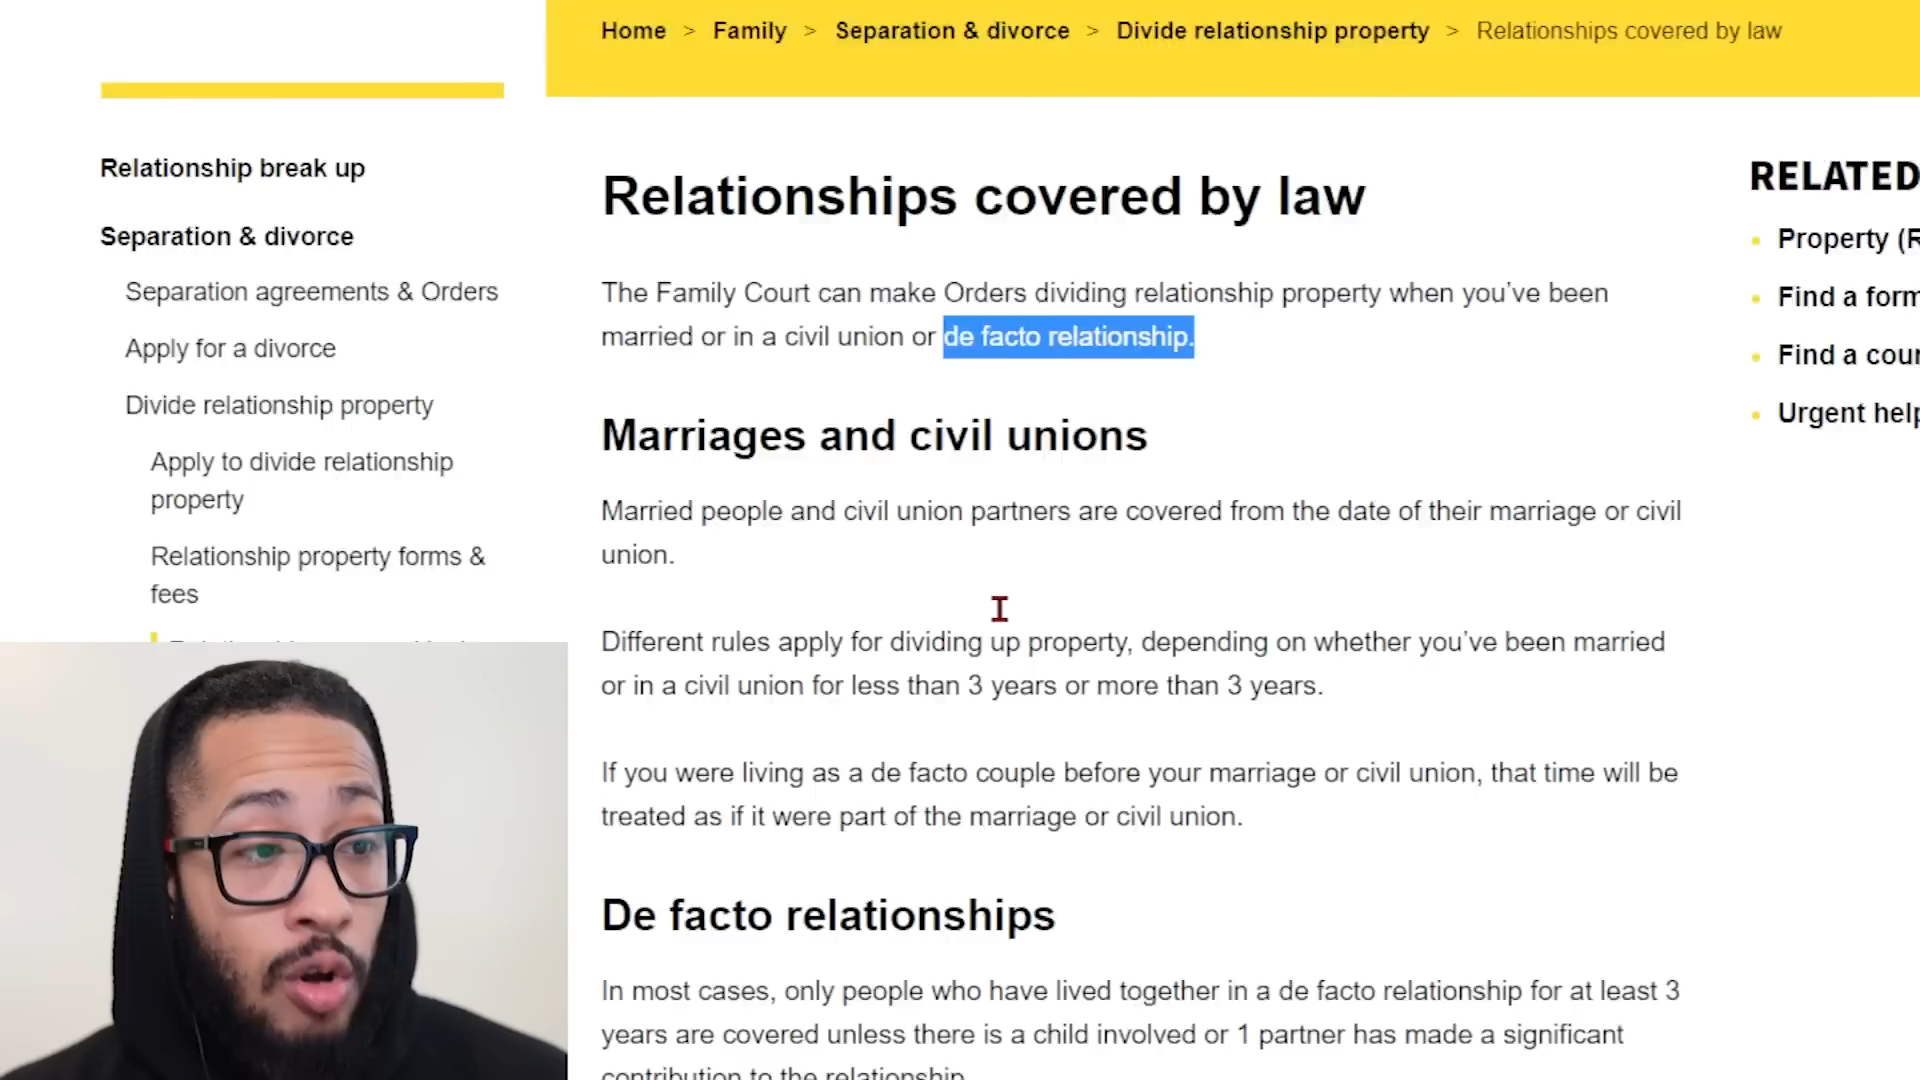 Home > Family > Separation & divorce > Divide relationship property > Relationships covered by law
Relationship break up
Separation & divorce
Separation agreements & Orders
Apply for a divorce
Divide relationship property
Apply to divide relationship
property
Relationship property forms &
fees
Relationships covered by law
The Family Court can make Orders dividing relationship property when you’ve been
married or in a civil union or de facto relationship.
Marriages and civil unions
Married people and civil union partners are covered from the date of their marriage or civil
union.
Different rules apply for dividing up property, depending on whether you’ve been married
or in a civil union for less than 3 years or more than 3 years.
If you were living as a de facto couple before your marriage or civil union, that time will be
treated as if it were part of the marriage or civil union.
De facto relationships
In most cases, only people who have lived together in a de facto relationship for at least 3
years are covered unless there is a child involved or 1 partner has made a significant
contribution to the relationship
RELATED
Property (R
Find a form
Find a cour
Urgent help